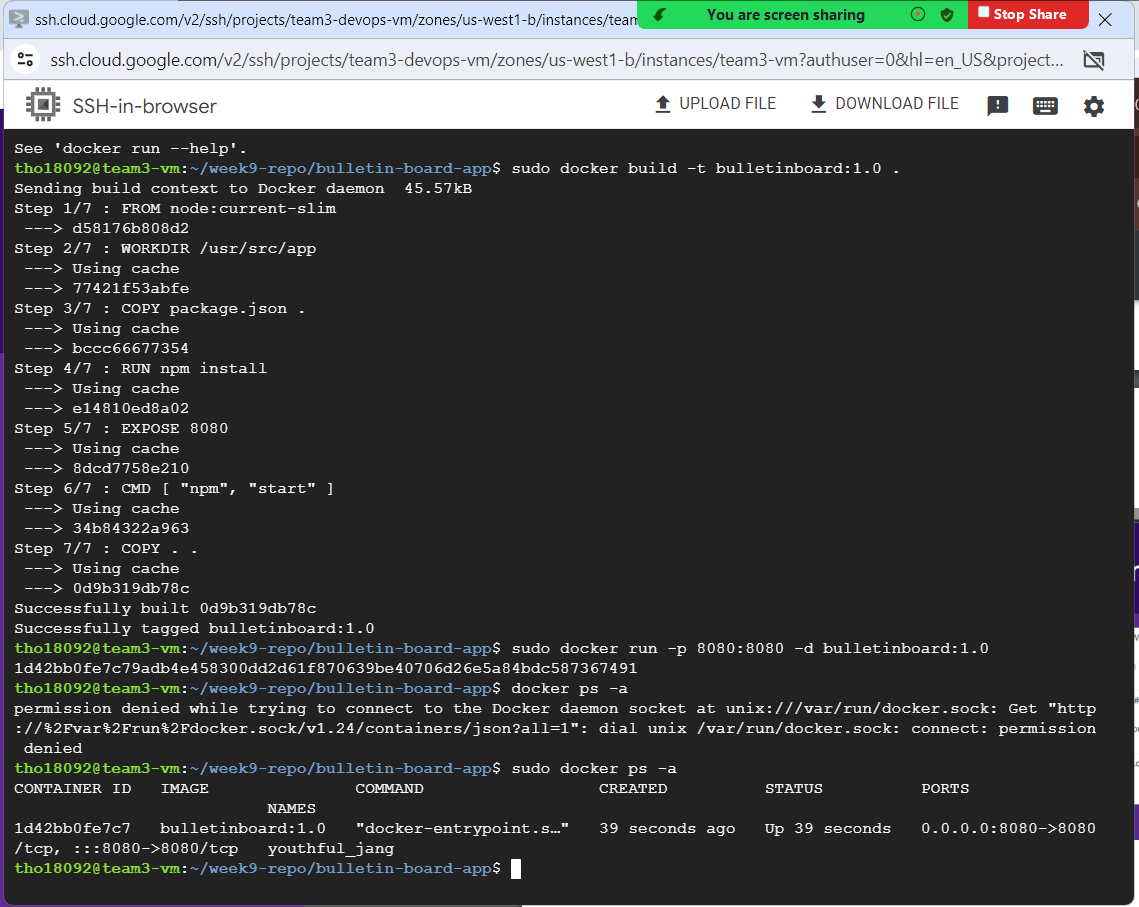 ssh.cloud.google.com/v2/ssh/projects/team3-devops-vm/zones/us-west1-b/instances/team
You are screen sharing
Stop Share
ssh.cloud.google.com/v2/ssh/projects/team3-devops-vm/zones/us-west1-b/instances/team3-vm?authuser=0&hl=en_US&project...
SSH-in-browser
UPLOAD FILE
DOWNLOAD FILE
See 'docker run --help'.
tho18092@team3-vm:~/week9-repo/bulletin-board-app$ sudo docker build -t bulletinboard:1.0 .
Sending build context to Docker daemon  45.57kB
Step 1/7 : FROM node:current-slim
 ---> d58176b808d2
Step 2/7 : WORKDIR /usr/src/app
 ---> Using cache
 ---> 77421f53abfe
Step 3/7 : COPY package.json .
 ---> Using cache
 ---> bccc66677354
Step 4/7 : RUN npm install
 ---> Using cache
 ---> e14810ed8a02
Step 5/7 : EXPOSE 8080
 ---> Using cache
 ---> 8dcd7758e210
Step 6/7 : CMD [ "npm", "start" ]
 ---> Using cache
 ---> 34b84322a963
Step 7/7 : COPY . .
 ---> Using cache
 ---> 0d9b319db78c
Successfully built 0d9b319db78c
Successfully tagged bulletinboard:1.0
tho18092@team3-vm:~/week9-repo/bulletin-board-app$ sudo docker run -p 8080:8080 -d bulletinboard:1.0
1d42bb0fe7c79adb4e458300dd2d61f870639be40706d26e5a84bdc587367491
tho18092@team3-vm:~/week9-repo/bulletin-board-app$ docker ps -a
permission denied while trying to connect to the Docker daemon socket at unix:///var/run/docker.sock: Get "http
://%2Fvar%2Frun%2Fdocker.sock/v1.24/containers/json?all=1": dial unix /var/run/docker.sock: connect: permission
 denied
tho18092@team3-vm:~/week9-repo/bulletin-board-app$ sudo docker ps -a
CONTAINER ID   IMAGE               COMMAND                  CREATED          STATUS          PORTS
                          NAMES
1d42bb0fe7c7   bulletinboard:1.0   "docker-entrypoint.s…"   39 seconds ago   Up 39 seconds   0.0.0.0:8080->8080
/tcp, :::8080->8080/tcp   youthful_jang
tho18092@team3-vm:~/week9-repo/bulletin-board-app$